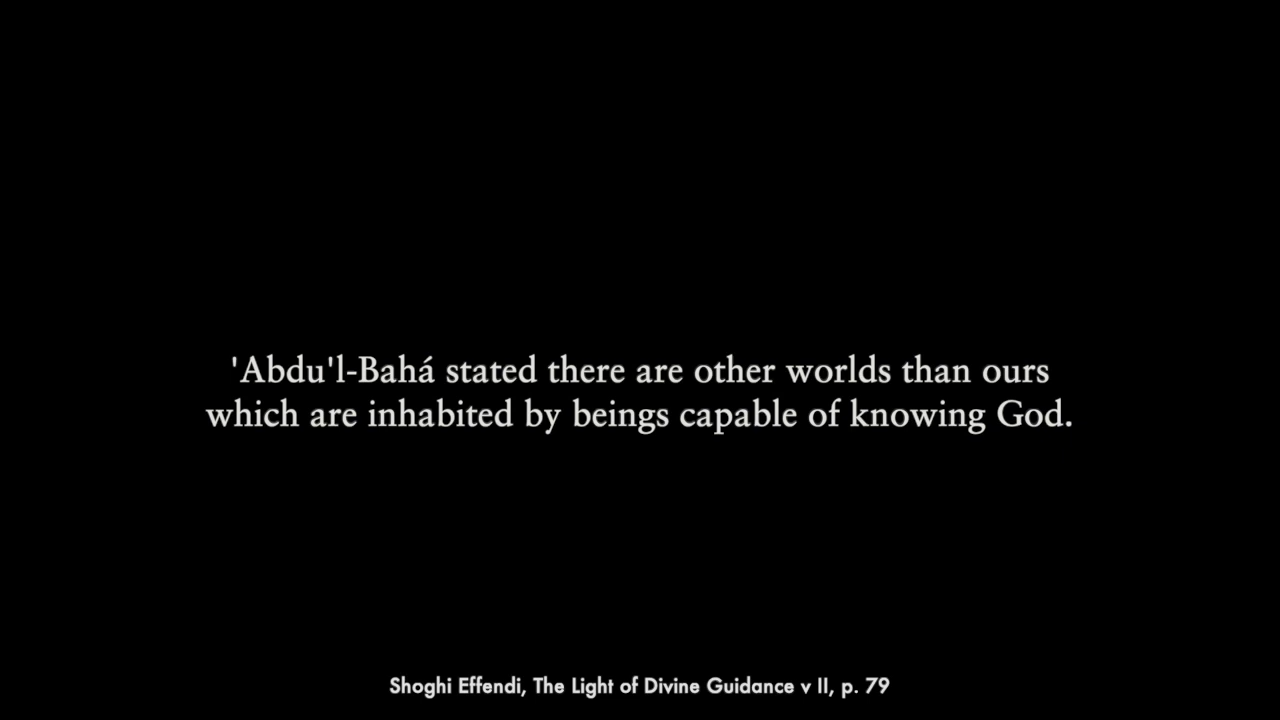 'Abdu'l-Bahá stated there are other worlds than ours
which are inhabited by beings capable of knowing God.
Shoghi Effendi, The Light of Divine Guidance v II, p. 79